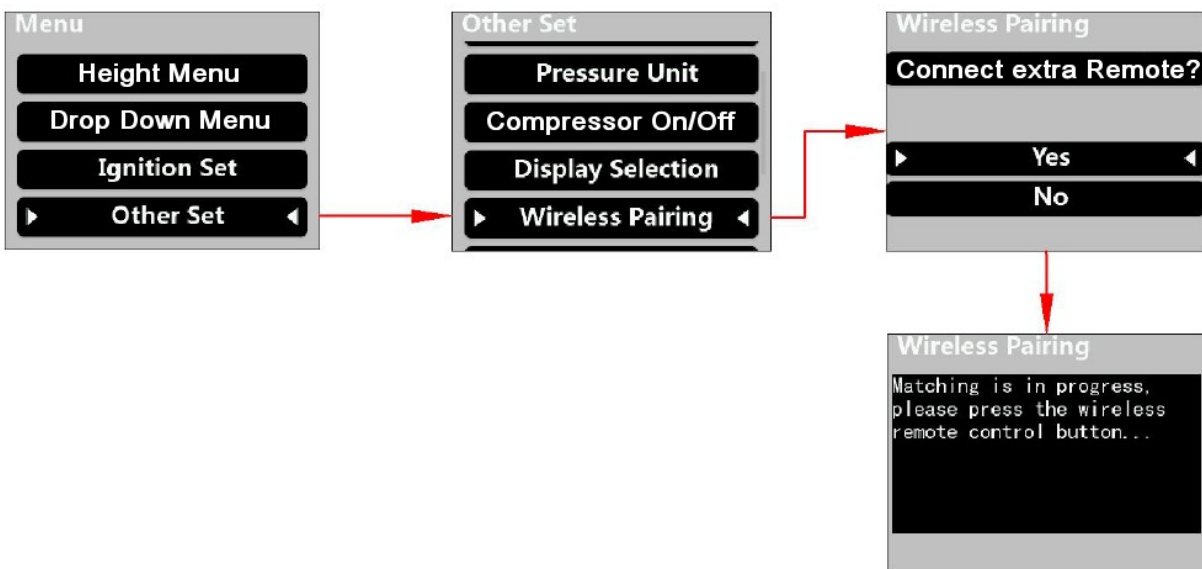 Menu
Height Menu
Drop Down Menu
Ignition Set
Other Set
Other Set
Pressure Unit
Compressor On/Off
Display Selection
Wireless Pairing
Wireless Pairing
Connect extra Remote?
Yes
No
Wireless Pairing
Matching is in progress,
please press the wireless
remote control button...